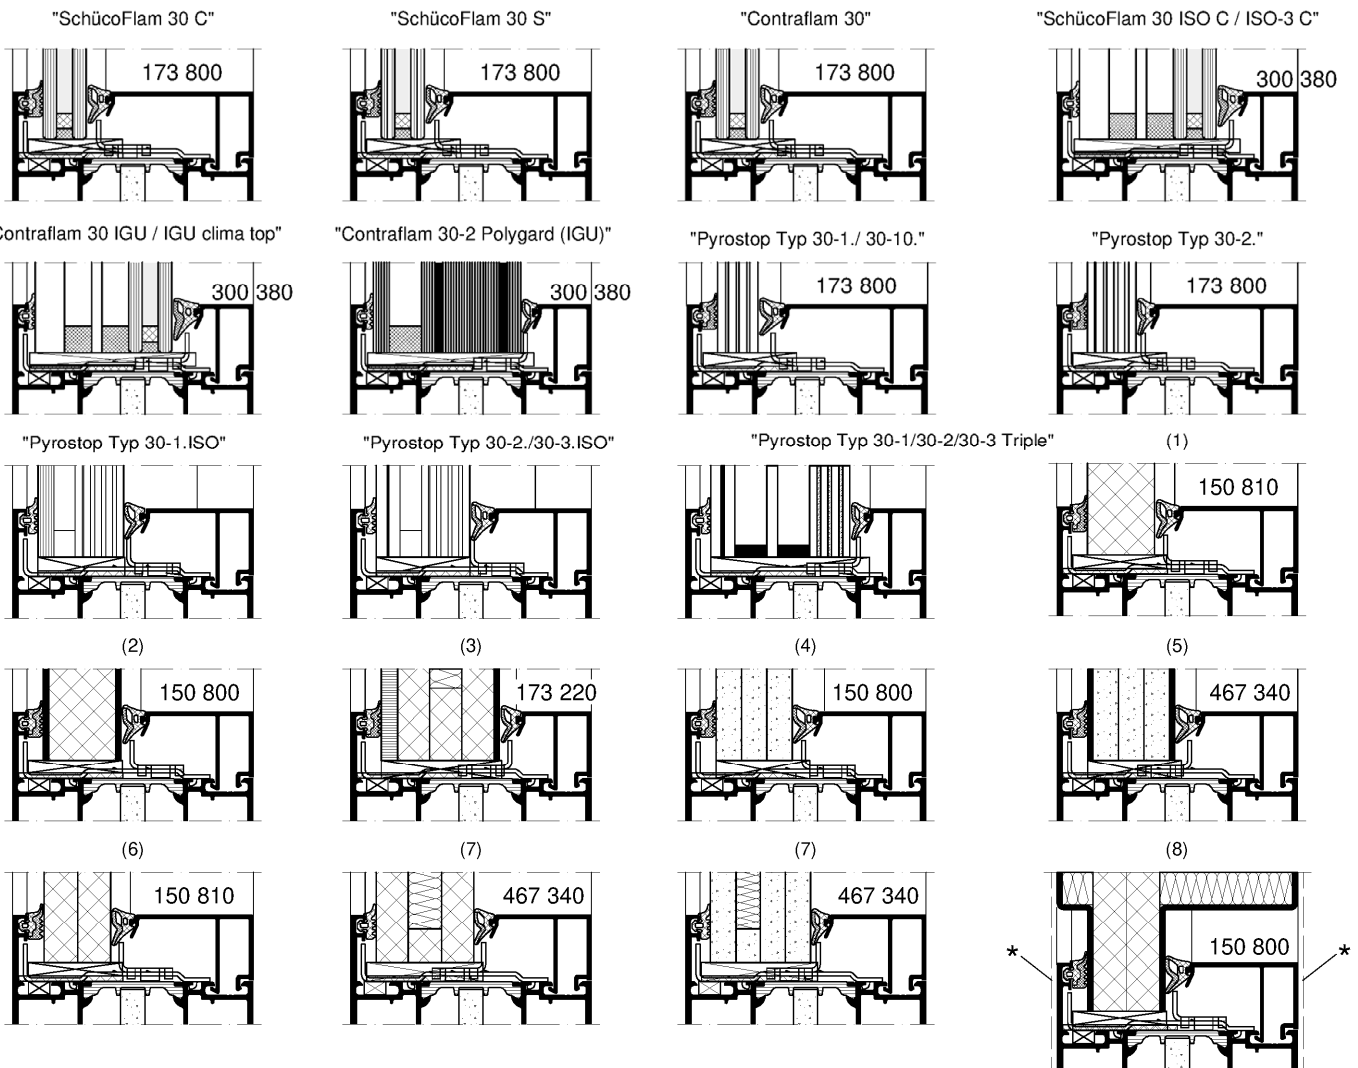 "SchücoFlam 30 C"
"SchücoFlam 30 S"
"Contraflam 30"
"SchücoFlam 30 ISO C / ISO-3 C"
173 800
173 800
173 800
300 380
Contraflam 30 IGU / IGU clima top"
"Contraflam 30-2 Polygard (IGU)"
"Pyrostop Typ 30-1./ 30-10."
"Pyrostop Typ 30-2."
300 380
300 380
173 800
173 800
"Pyrostop Typ 30-1.ISO"
"Pyrostop Typ 30-2./30-3.ISO"
"Pyrostop Typ 30-1/30-2/30-3 Triple"
(1)
150 810
(2)
(3)
(4)
(5)
150 800
173 220
150 800
467 340
(6)
(7)
(7)
(8)
150 810
467 340
467 340
150 800
*
*